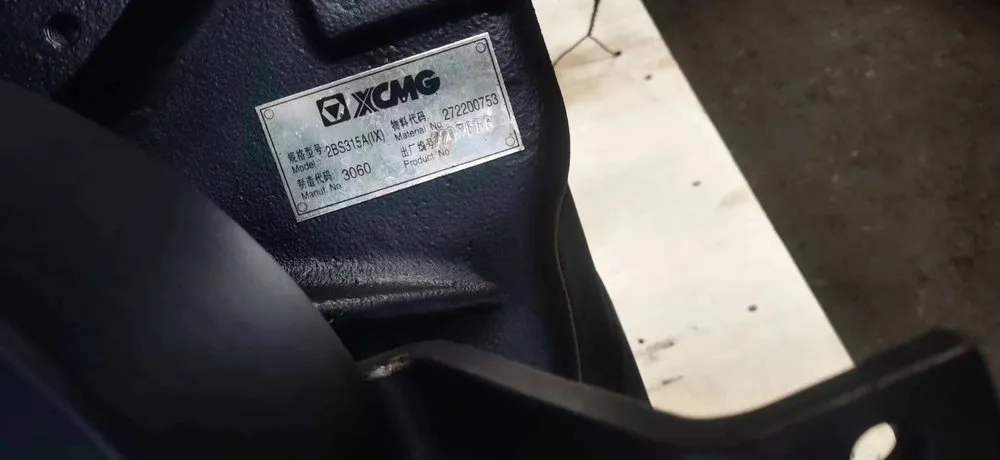 XCMG
规格型号 Model 2BS315A(IX) 物料代码 Material No 272200753
制造代码 Manuf. No 3060 出厂编号 Product No